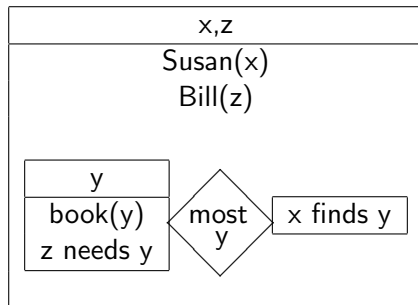 x,z
Susan(x)
Bill(z)
y
book(y)
z needs y
most
y
x finds y